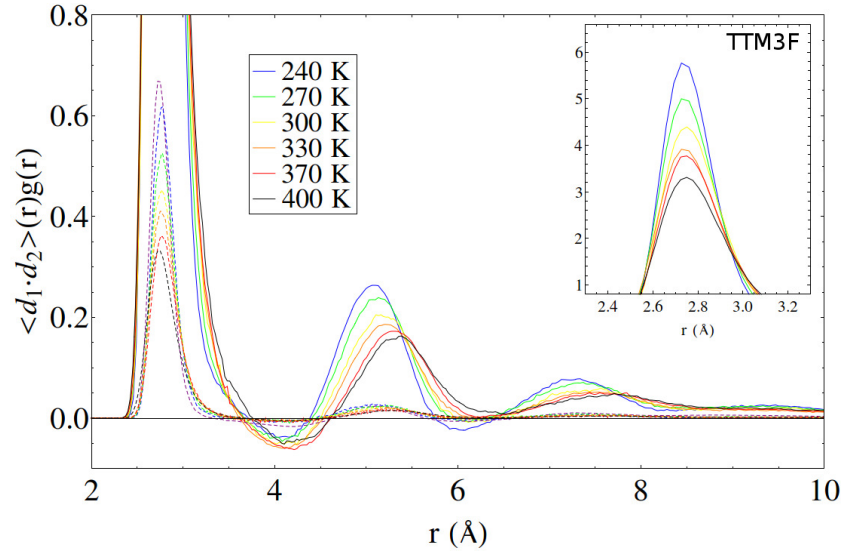 0.8
0.6
0.4
0.2
0.0
<d₁·d₂>(r)g(r)
240 K
270 K
300 K
330 K
370 K
400 K
TTM3F
6
5
4
3
2
1
2.4 2.6 2.8 3.0 3.2
r (Å)
2 4 6 8 10
r (Å)